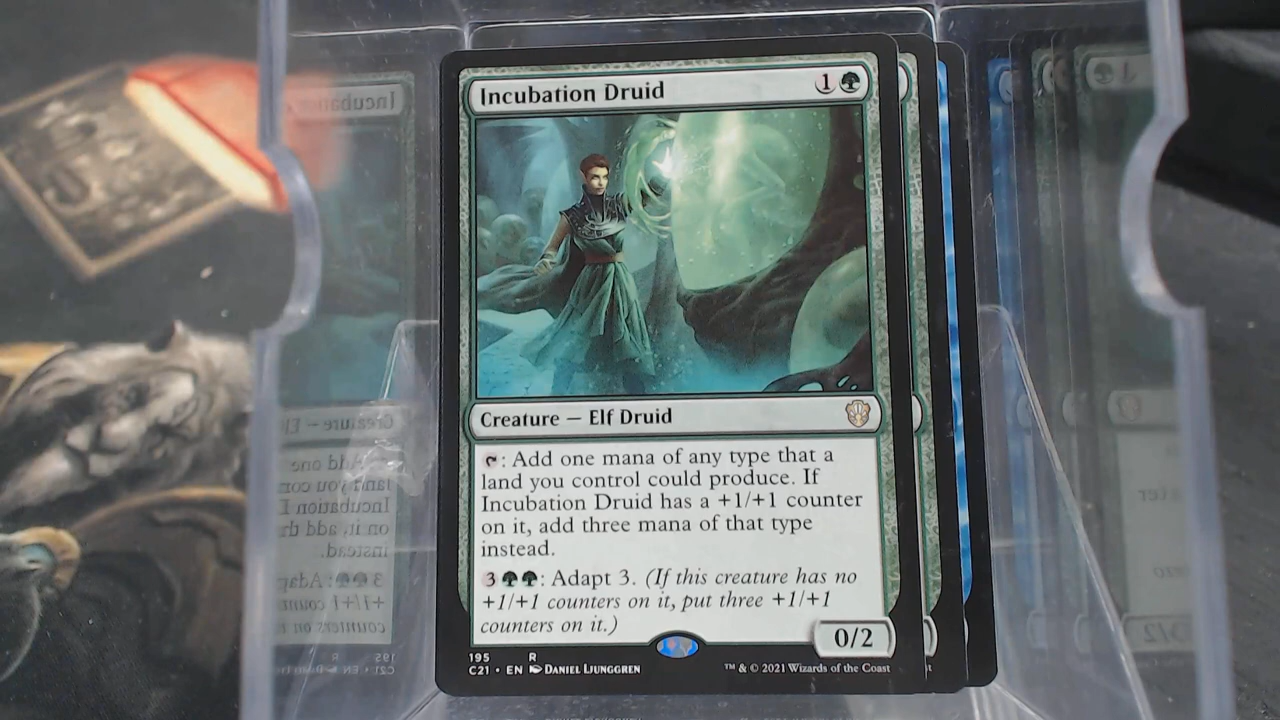 Incubation Druid 1
Creature — Elf Druid
: Add one mana of any type that a
land you control could produce. If
Incubation Druid has a +1/+1 counter
on it, add three mana of that type
instead.
3: Adapt 3. (If this creature has no
+1/+1 counters on it, put three +1/+1
counters on it.)
0/2
195 R
C21 • EN Daniel Ljunggren
™ & © 2021 Wizards of the Coast